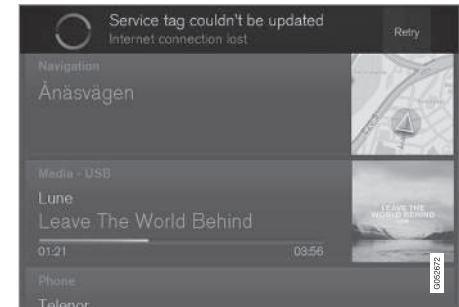 Service tag couldn't be updated
Internet connection lost
Retry
Navigation
Ånäsvägen
Media - USB
Lune
Leave The World Behind
01:21
03:56
LEAVE THE
WORLD BEHIND
Phone
Telenor
G052672